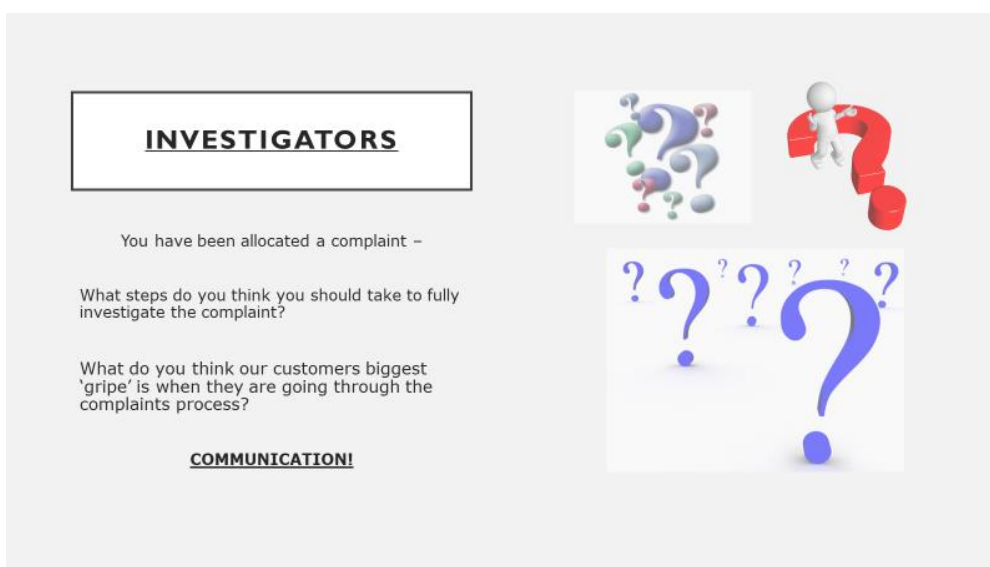 INVESTIGATORS
You have been allocated a complaint –
What steps do you think you should take to fully
investigate the complaint?
What do you think our customers biggest
‘gripe’ is when they are going through the
complaints process?
COMMUNICATION!